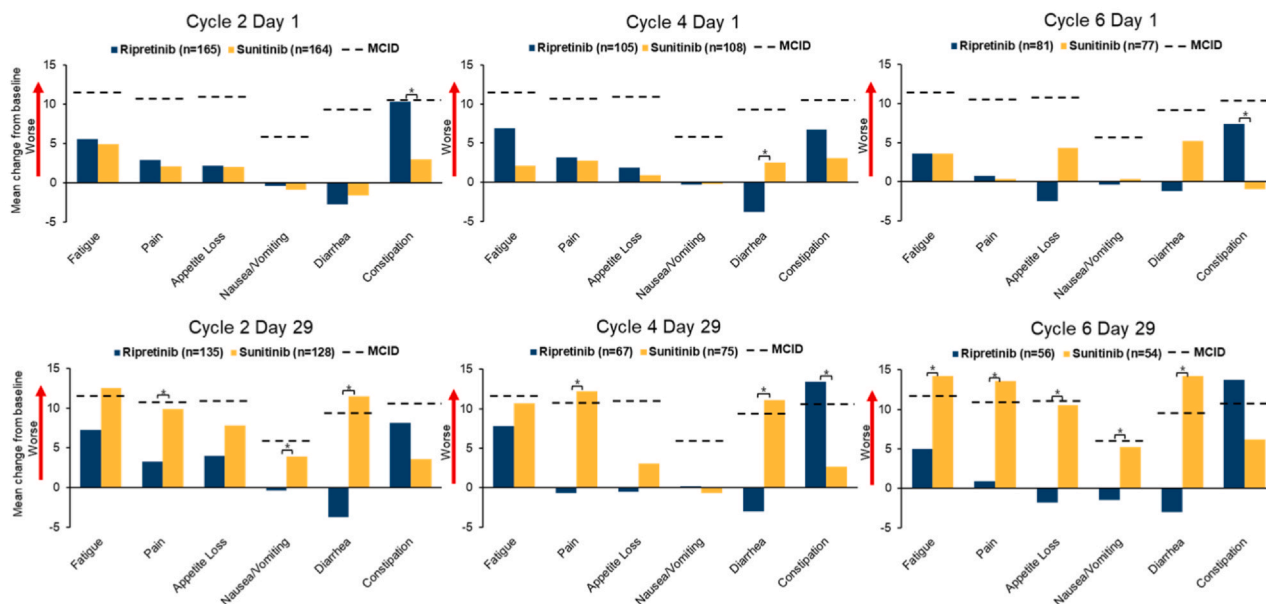 Cycle 2 Day 1
Ripretinib (n=165) Sunitinib (n=164) MCID
Mean change from baseline
Worse
15
10
5
0
-5
*
Fatigue
Pain
Appetite Loss
Nausea/Vomiting
Diarrhea
Constipation
Cycle 4 Day 1
Ripretinib (n=105) Sunitinib (n=108) MCID
Worse
15
10
5
0
-5
*
Fatigue
Pain
Appetite Loss
Nausea/Vomiting
Diarrhea
Constipation
Cycle 6 Day 1
Ripretinib (n=81) Sunitinib (n=77) MCID
Worse
15
10
5
0
-5
*
Fatigue
Pain
Appetite Loss
Nausea/Vomiting
Diarrhea
Constipation
Cycle 2 Day 29
Ripretinib (n=135) Sunitinib (n=128) MCID
Mean change from baseline
Worse
15
10
5
0
-5
*
*
*
Fatigue
Pain
Appetite Loss
Nausea/Vomiting
Diarrhea
Constipation
Cycle 4 Day 29
Ripretinib (n=67) Sunitinib (n=75) MCID
Worse
15
10
5
0
-5
*
*
*
Fatigue
Pain
Appetite Loss
Nausea/Vomiting
Diarrhea
Constipation
Cycle 6 Day 29
Ripretinib (n=56) Sunitinib (n=54) MCID
Worse
15
10
5
0
-5
*
*
*
*
*
Fatigue
Pain
Appetite Loss
Nausea/Vomiting
Diarrhea
Constipation